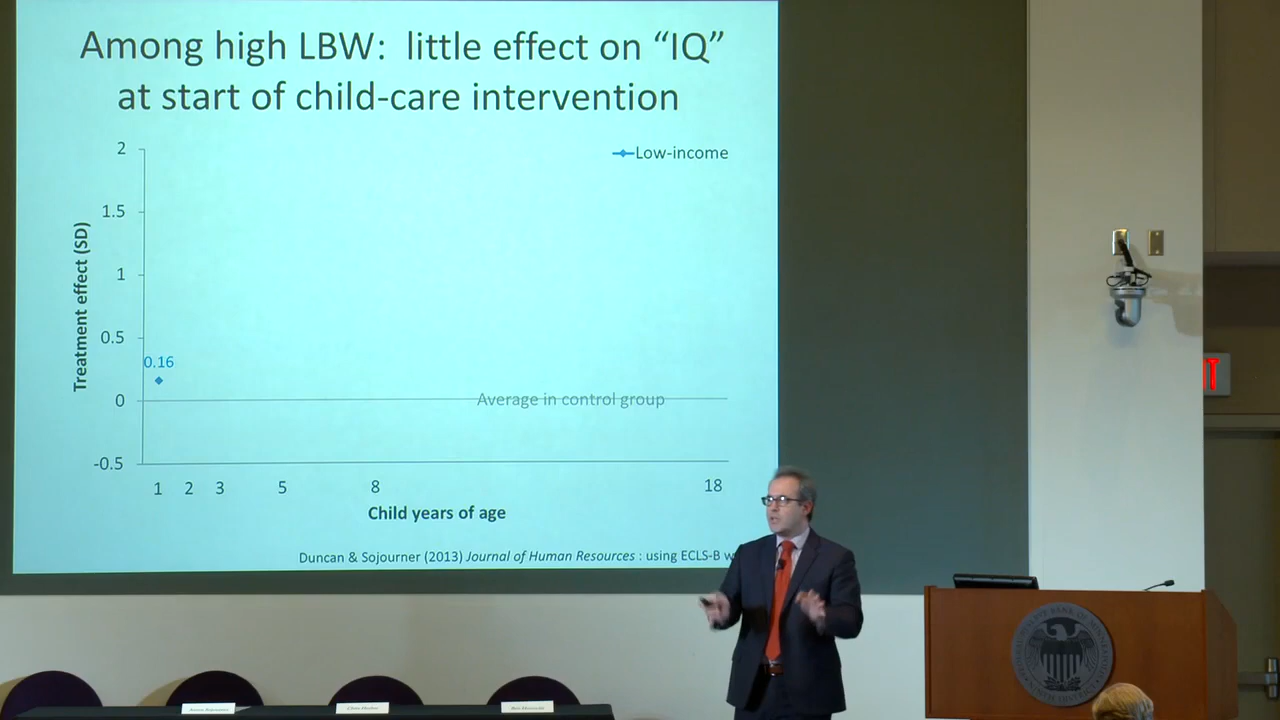 Among high LBW: little effect on “IQ”
at start of child-care intervention
2
Low-income
1.5
1
0.5
0.16
0
Average in control group
-0.5
Treatment effect (SD)
1 2 3 5 8 18
Child years of age
Duncan & Sojourner (2013) Journal of Human Resources : using ECLS-B w